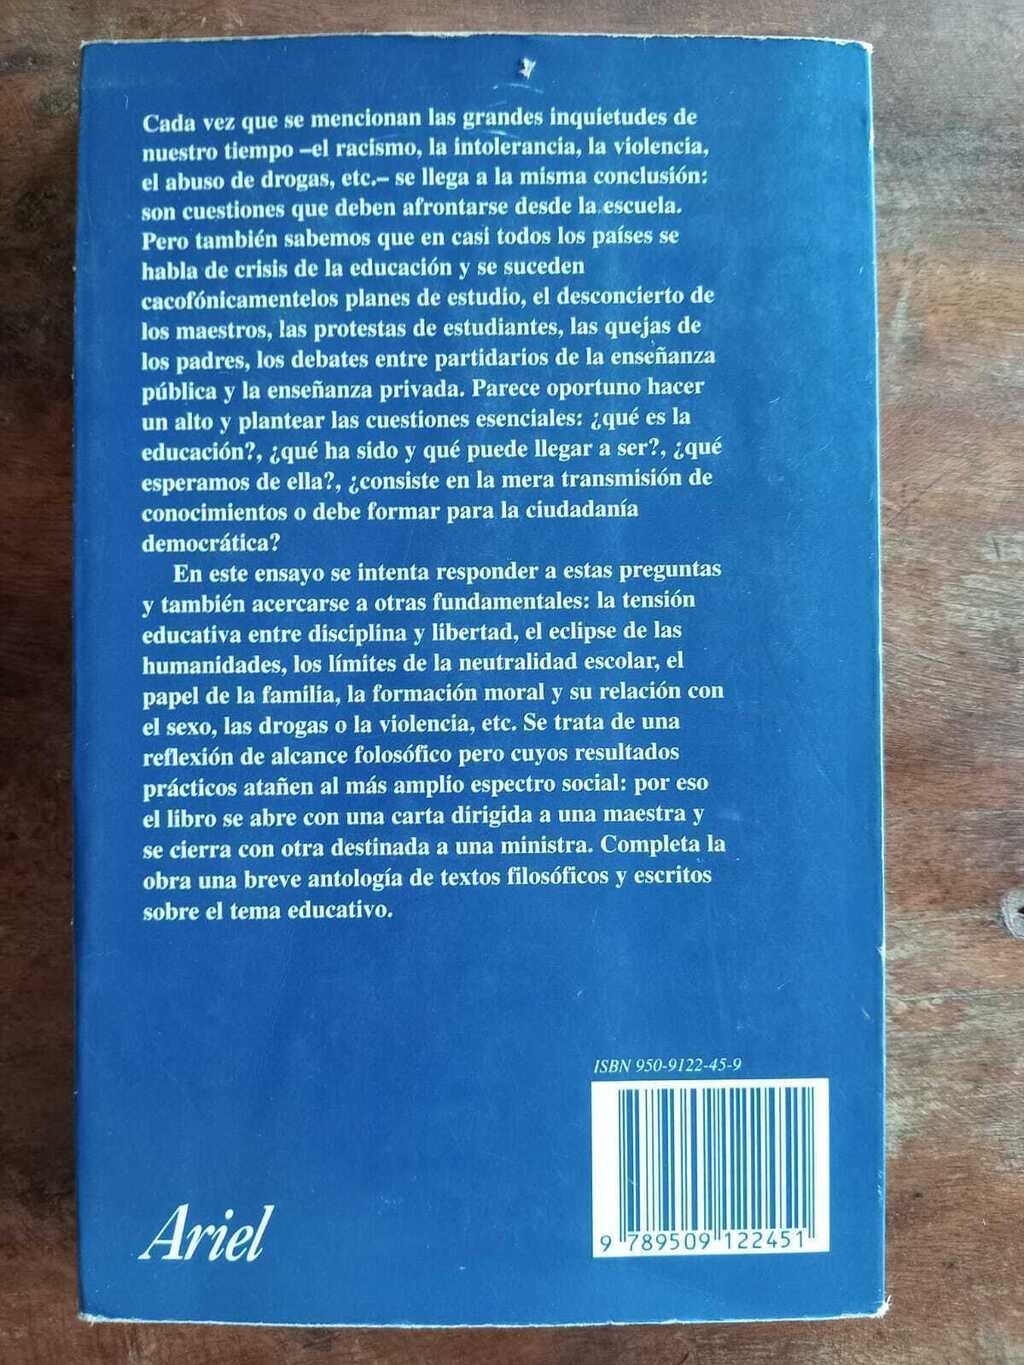 Cada vez que se mencionan las grandes inquietudes de
nuestro tiempo –el racismo, la intolerancia, la violencia,
el abuso de drogas, etc.– se llega a la misma conclusión:
son cuestiones que deben afrontarse desde la escuela.
Pero también sabemos que en casi todos los países se
habla de crisis de la educación y se suceden
cacofónicamentelos planes de estudio, el desconcierto de
los maestros, las protestas de estudiantes, las quejas de
los padres, los debates entre partidarios de la enseñanza
pública y la enseñanza privada. Parece oportuno hacer
un alto y plantear las cuestiones esenciales: ¿qué es la
educación?, ¿qué ha sido y qué puede llegar a ser?, ¿qué
esperamos de ella?, ¿consiste en la mera transmisión de
conocimientos o debe formar para la ciudadanía
democrática?
En este ensayo se intenta responder a estas preguntas
y también acercarse a otras fundamentales: la tensión
educativa entre disciplina y libertad, el eclipse de las
humanidades, los límites de la neutralidad escolar, el
papel de la familia, la formación moral y su relación con
el sexo, las drogas o la violencia, etc. Se trata de una
reflexión de alcance folosófico pero cuyos resultados
prácticos atañen al más amplio espectro social: por eso
el libro se abre con una carta dirigida a una maestra y
se cierra con otra destinada a una ministra. Completa la
obra una breve antología de textos filosóficos y escritos
sobre el tema educativo.
ISBN 950-9122-45-9
9 789509 122451
Ariel